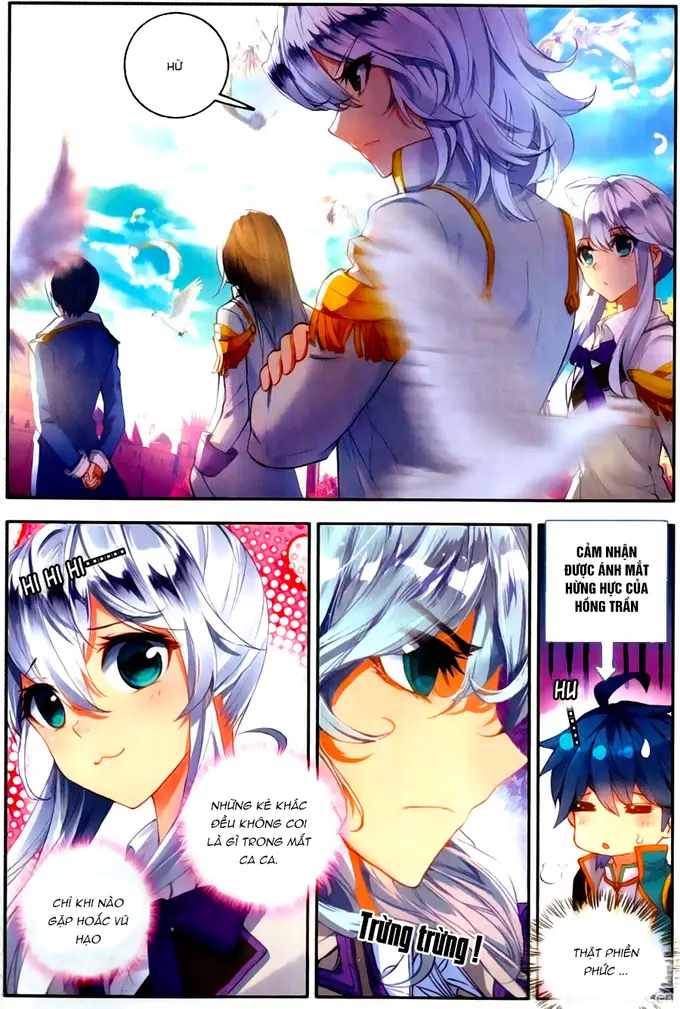 HỪ
HI HI HI......
NHỮNG KẺ KHÁC
ĐỀU KHÔNG COI
LÀ GÌ TRONG MẮT
CA CA.
CHỈ KHI NÀO
GẶP HOẮC VŨ
HẠO
Trừng trừng !
CẢM NHẬN
ĐƯỢC ÁNH MẮT
HỪNG HỰC CỦA
HỒNG TRẦN
HU
THẬT PHIỀN
PHỨC ...